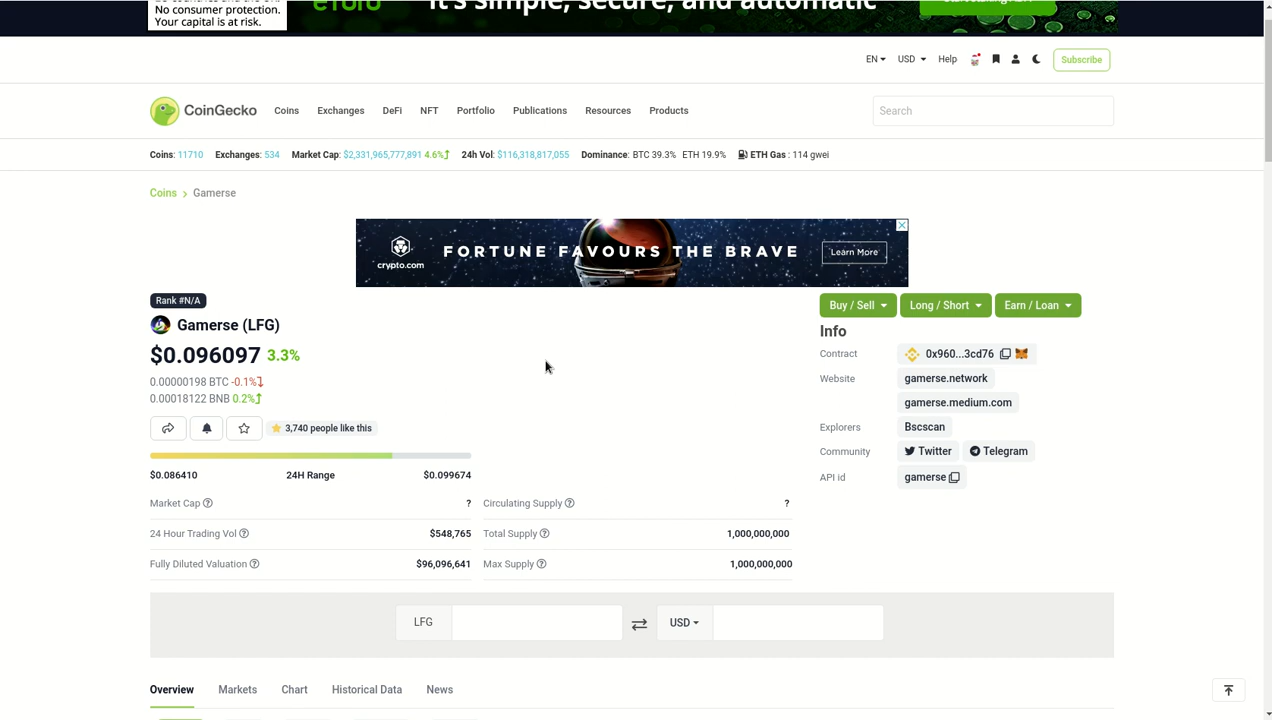 No consumer protection.
Your capital is at risk.
eToro
It's simple, secure, and automatic
EN
USD
Help
Subscribe
CoinGecko
Coins
Exchanges
DeFi
NFT
Portfolio
Publications
Resources
Products
Search
Coins: 11710
Exchanges: 534
Market Cap: $2,331,965,777,891 4.6%
24h Vol: $116,318,817,055
Dominance: BTC 39.3% ETH 19.9%
ETH Gas : 114 gwei
Coins > Gamerse
crypto.com
FORTUNE FAVOURS THE BRAVE
Learn More
Rank #N/A
Gamerse (LFG)
$0.096097 3.3%
0.00000198 BTC -0.1%
0.00018122 BNB 0.2%
3,740 people like this
$0.086410
24H Range
$0.099674
Market Cap ?
?
Circulating Supply ?
?
24 Hour Trading Vol ?
$548,765
Total Supply ?
1,000,000,000
Fully Diluted Valuation ?
$96,096,641
Max Supply ?
1,000,000,000
Buy / Sell
Long / Short
Earn / Loan
Info
Contract
0x960...3cd76
Website
gamerse.network
gamerse.medium.com
Explorers
Bscscan
Community
Twitter
Telegram
API id
gamerse
LFG
USD
Overview
Markets
Chart
Historical Data
News